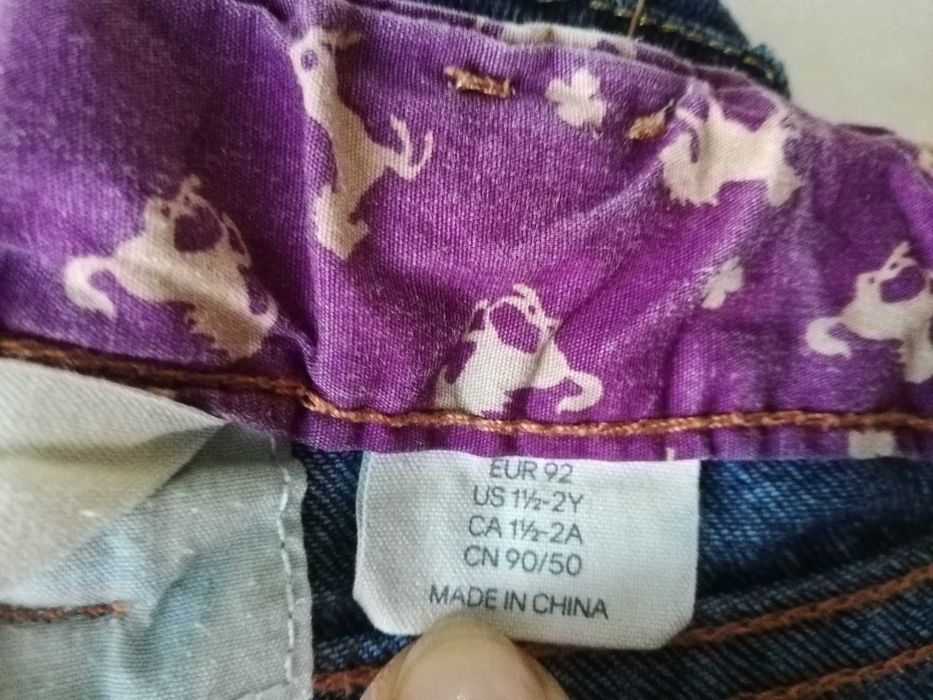 EUR 92
US 1½-2Y
CA 1½-2A
CN 90/50
MADE IN CHINA